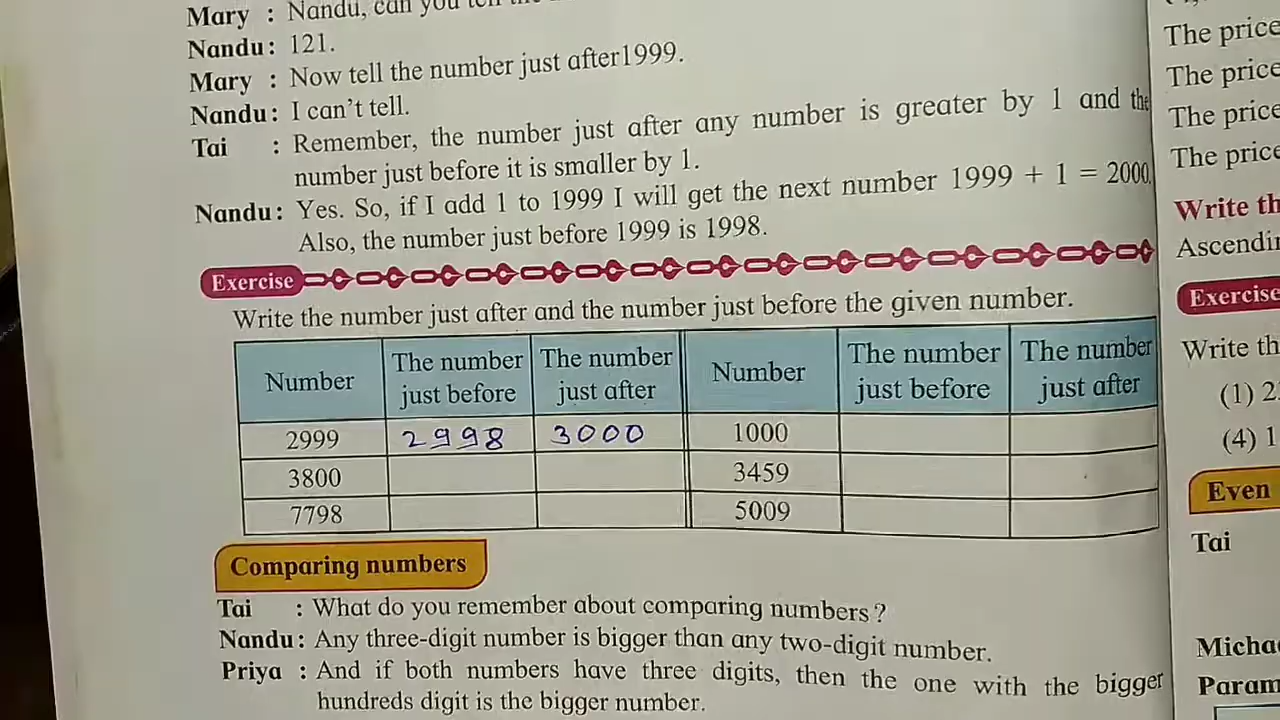 Mary : Nandu, can you tell the
Nandu: 121.
Mary : Now tell the number just after1999.
Nandu: I can't tell.
Tai : Remember, the number just after any number is greater by 1 and the
number just before it is smaller by 1.
Nandu: Yes. So, if I add 1 to 1999 I will get the next number 1999 + 1 = 2000.
Also, the number just before 1999 is 1998.
Exercise
Write the number just after and the number just before the given number.
Number The number just before The number just after Number The number just before The number just after
2999 2998 3000 1000
3800 3459
7798 5009
Comparing numbers
Tai : What do you remember about comparing numbers?
Nandu: Any three-digit number is bigger than any two-digit number.
Priya : And if both numbers have three digits, then the one with the bigger
hundreds digit is the bigger number.
The price
The price
The price
The price
Write th
Ascendin
Exercise
Write th
(1) 2
(4) 1
Even
Tai
Micha
Param